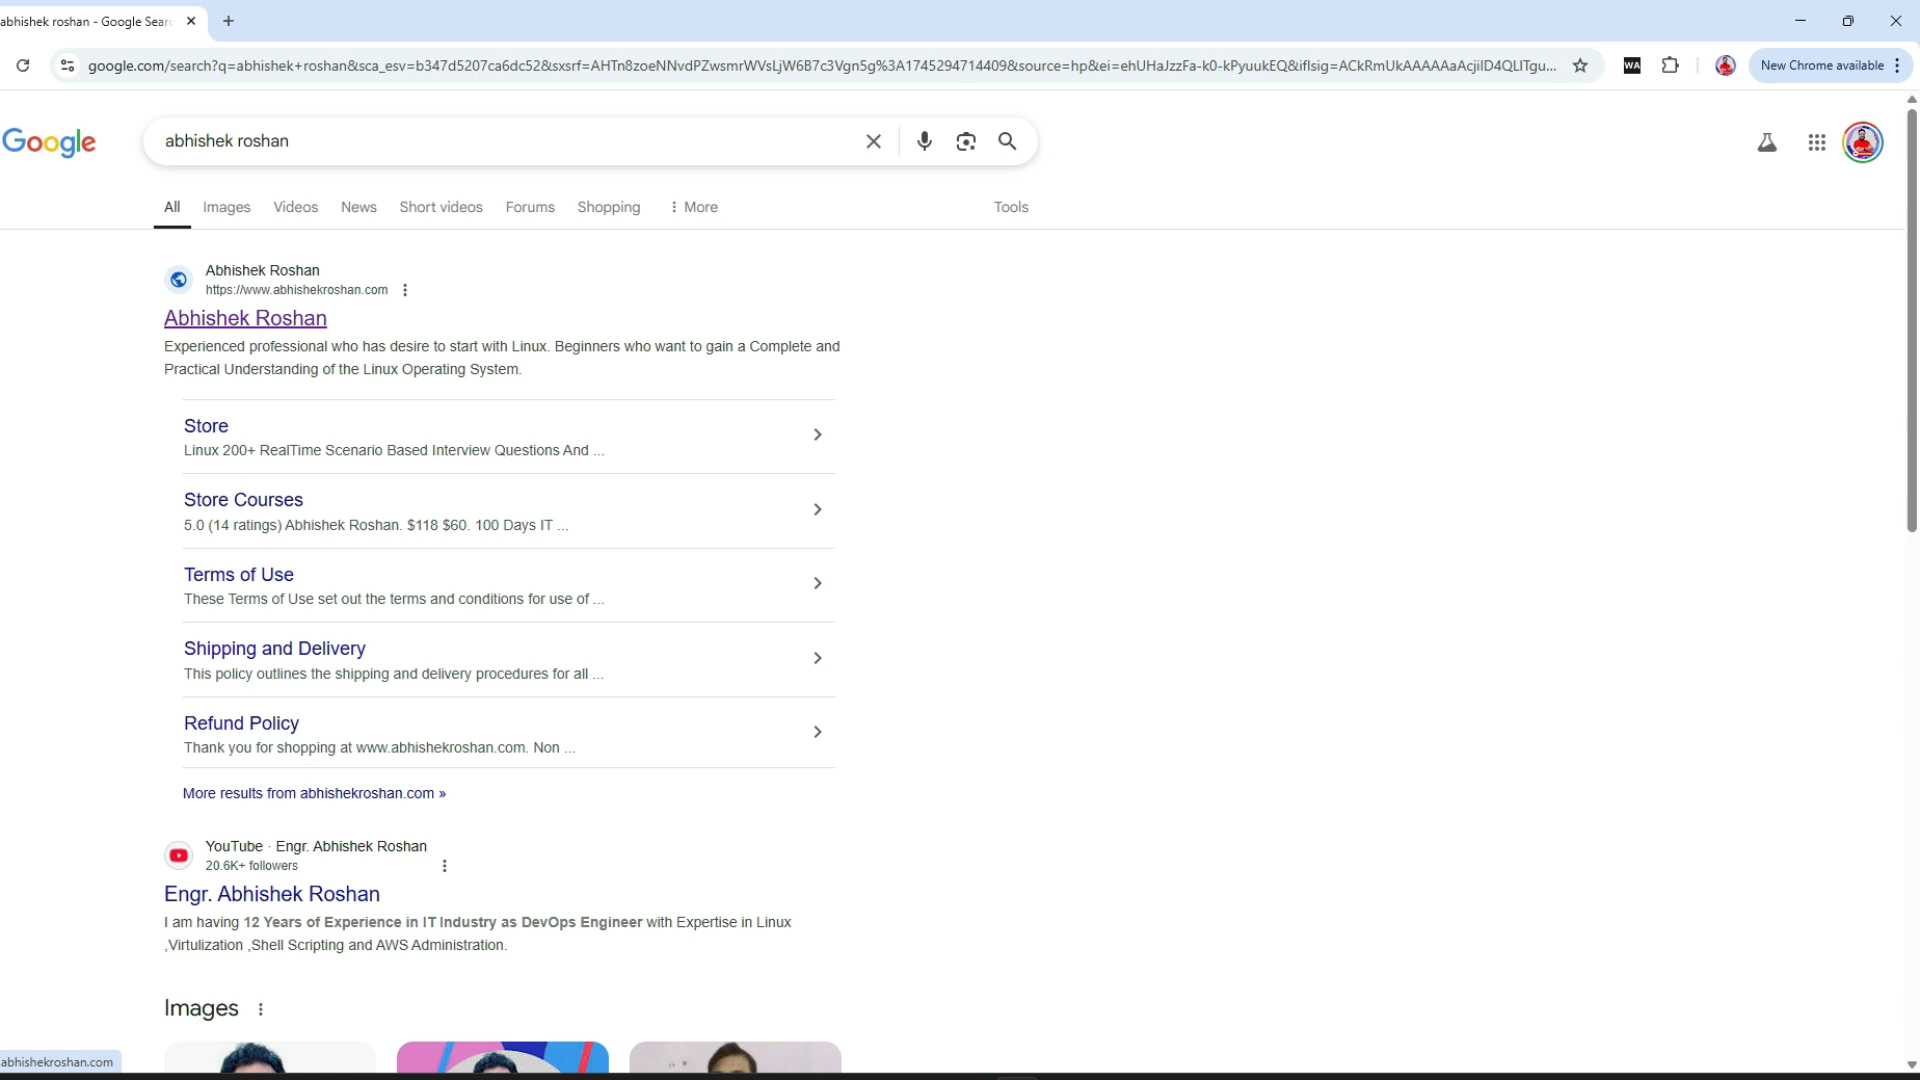 abhishek roshan - Google Sear
google.com/search?q=abhishek+roshan&sca_esv=b347d5207ca6dc52&sxsrf=AHTn8zoeNNvdPZwsmrWVsLjW6B7c3Vgn5g%3A1745294714409&source=hp&ei=ehUHaJzzFa-k0-kPyuukEQ&iflsig=ACkRmUkAAAAAaAcjiID4QLITgu...
WA
New Chrome available
Google
abhishek roshan
All Images Videos News Short videos Forums Shopping More Tools
Abhishek Roshan
https://www.abhishekroshan.com
Abhishek Roshan
Experienced professional who has desire to start with Linux. Beginners who want to gain a Complete and
Practical Understanding of the Linux Operating System.
Store
Linux 200+ RealTime Scenario Based Interview Questions And ...
Store Courses
5.0 (14 ratings) Abhishek Roshan. $118 $60. 100 Days IT ...
Terms of Use
These Terms of Use set out the terms and conditions for use of ...
Shipping and Delivery
This policy outlines the shipping and delivery procedures for all ...
Refund Policy
Thank you for shopping at www.abhishekroshan.com. Non ...
More results from abhishekroshan.com »
YouTube · Engr. Abhishek Roshan
20.6K+ followers
Engr. Abhishek Roshan
I am having 12 Years of Experience in IT Industry as DevOps Engineer with Expertise in Linux
,Virtulization ,Shell Scripting and AWS Administration.
Images
abhishekroshan.com